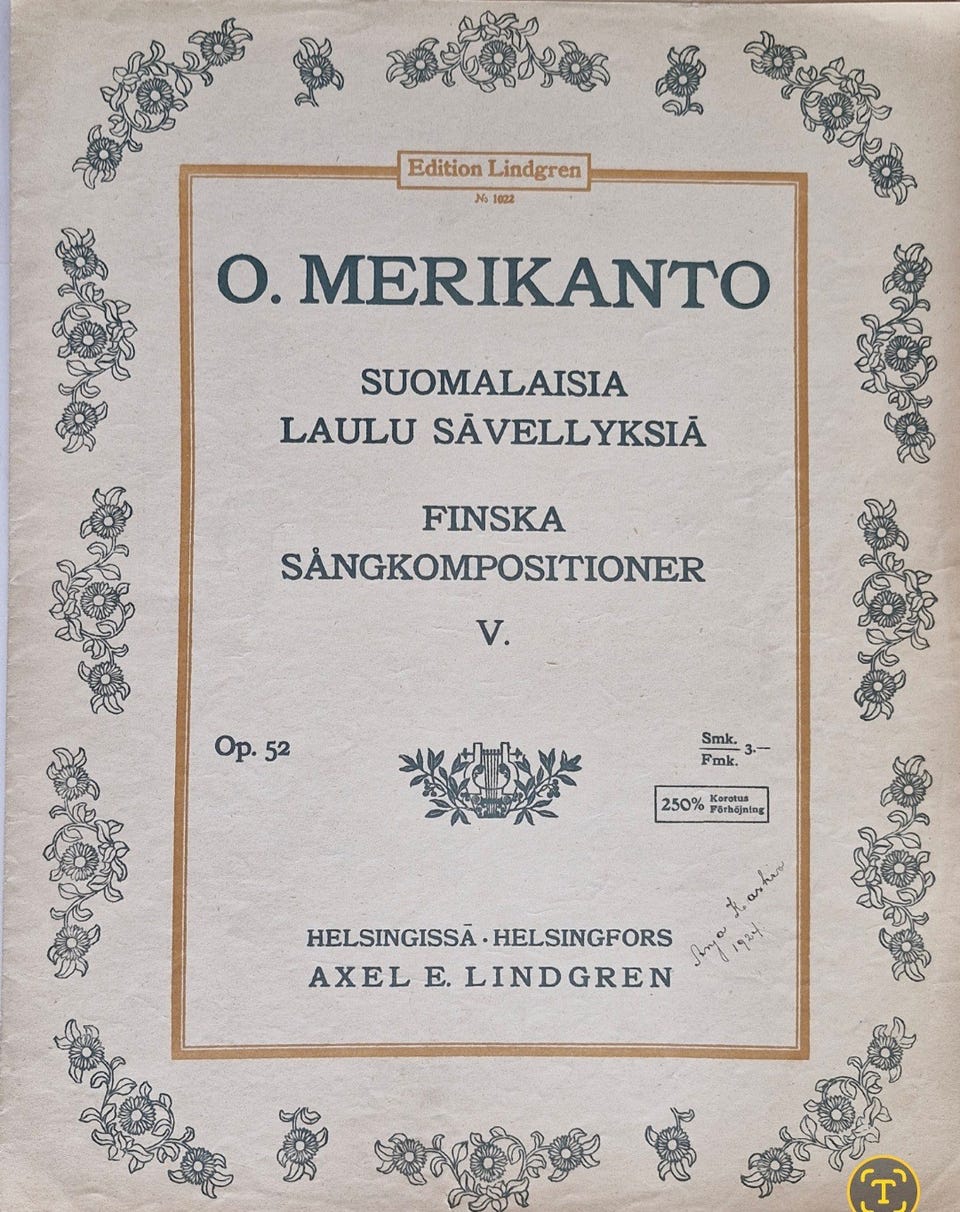 Edition Lindgren
№ 1022
O. MERIKANTO
SUOMALAISIA
LAULU SÄVELLYKSIÄ
FINSKA
SÅNGKOMPOSITIONER
V.
Op. 52
Smk.
Fmk. 3.—
250% Korotus
Förhöjning
HELSINGISSÄ · HELSINGFORS
AXEL E. LINDGREN
1924
T